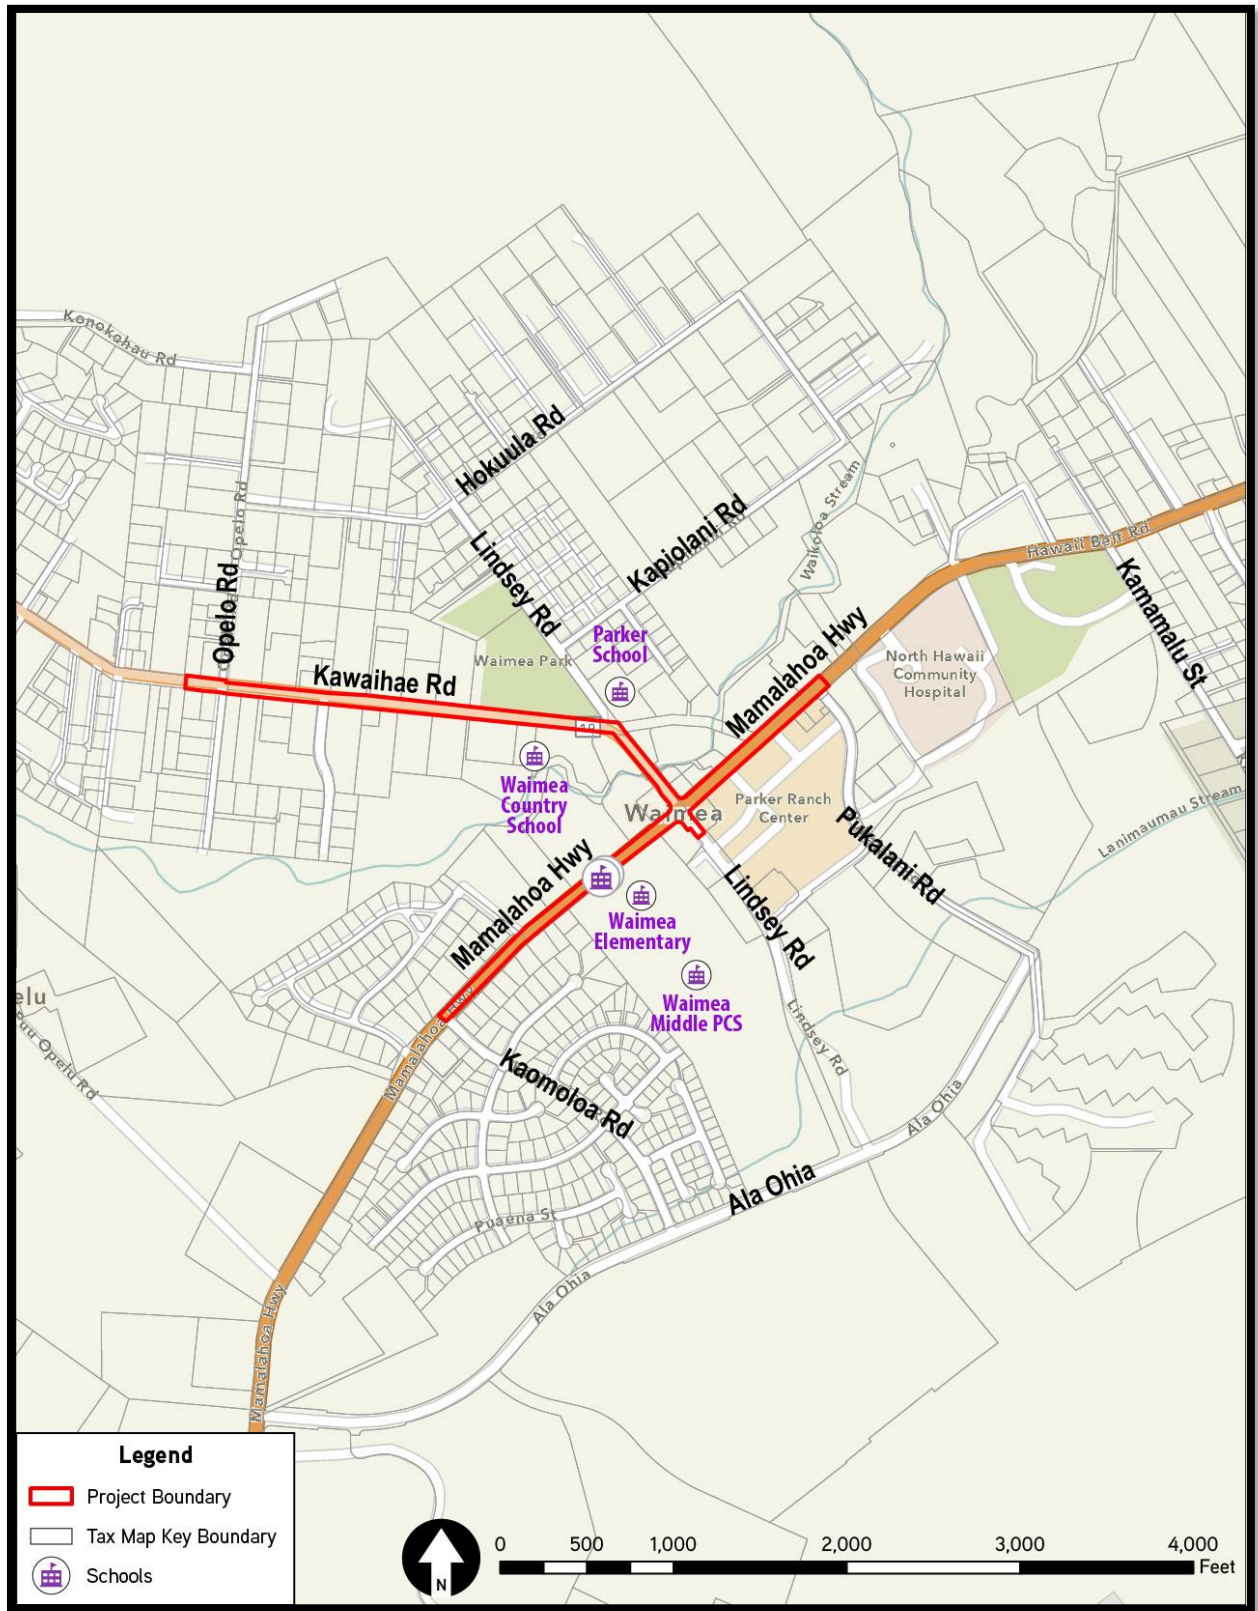 Konokohau Rd
Hokuula Rd
Opelo Rd
Kapiolani Rd
Waikoloa Stream
Hawaii Belt Rd
Lindsey Rd
Opelo Rd
Kamamalu St
Parker
School
Waimea Park
Mamalahoa Hwy
North Hawaii
Community
Hospital
Kawaihae Rd
19
Waimea
Country
School
Waimea
Parker Ranch
Center
Lanimaumau Stream
Pukalani Rd
Mamalahoa Hwy
Lindsey Rd
Waimea
Elementary
Waimea
Middle PCS
elu
Puu Opelu Rd
Mamalahoa Hwy
Lindsey Rd
Kaomoloa Rd
Ala Ohia
Ala Ohia
Puaena St
Ala Ohia
Mamalahoa Hwy
Legend
Project Boundary
Tax Map Key Boundary
Schools
N
0 500 1,000 2,000 3,000 4,000
Feet